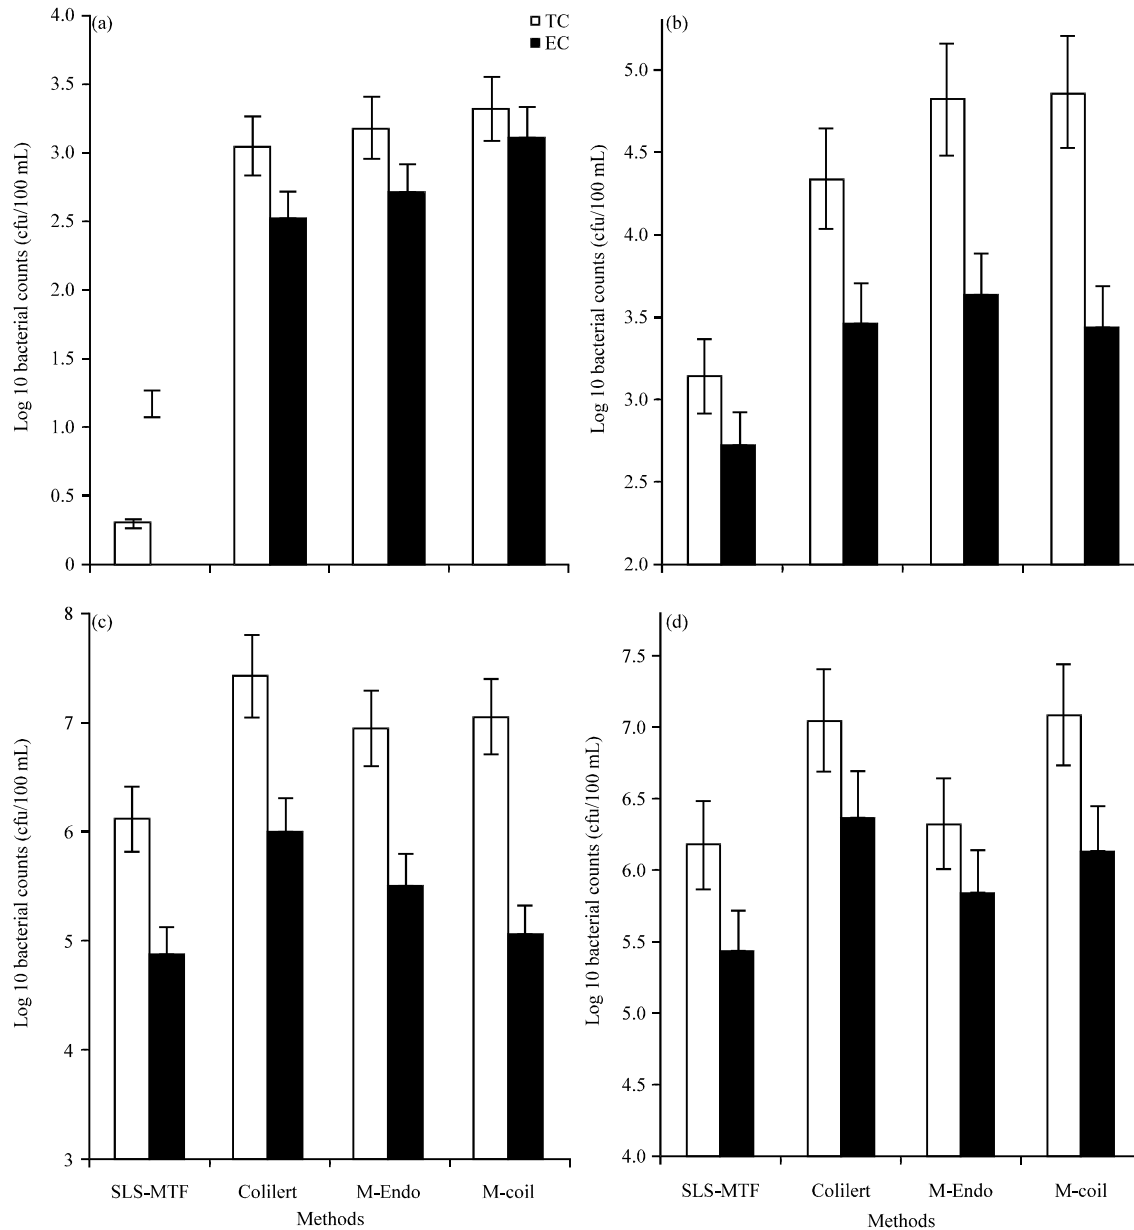 (a)
TC
EC
4.0
3.5
3.0
2.5
2.0
1.5
1.0
0.5
0
Log 10 bacterial counts (cfu/100 mL)
(b)
5.0
4.5
4.0
3.5
3.0
2.5
2.0
Log 10 bacterial counts (cfu/100 mL)
(c)
8
7
6
5
4
3
Log 10 bacterial counts (cfu/100 mL)
SLS-MTF Colilert M-Endo M-coil
Methods
(d)
7.5
7.0
6.5
6.0
5.5
5.0
4.5
4.0
Log 10 bacterial counts (cfu/100 mL)
SLS-MTF Colilert M-Endo M-coil
Methods